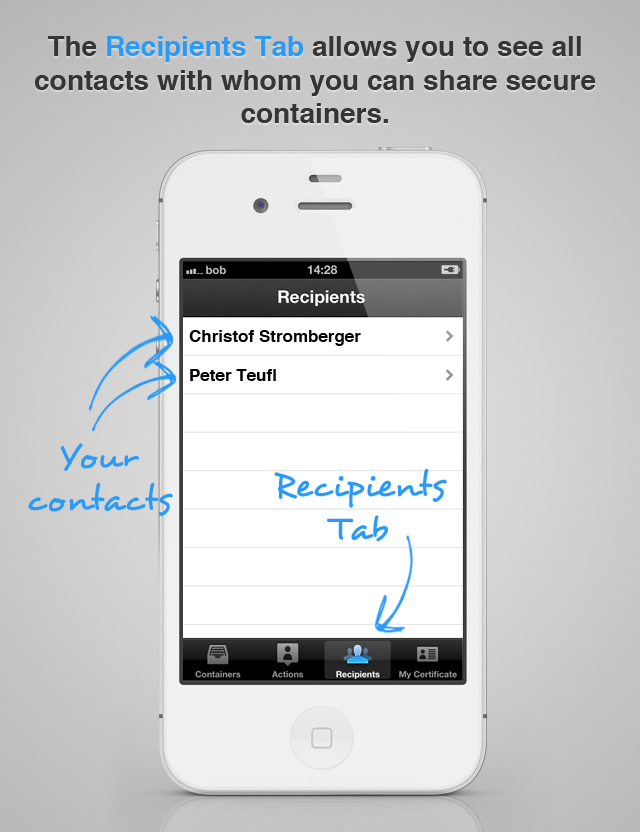 The Recipients Tab allows you to see all
contacts with whom you can share secure
containers.
bob 14:28
Recipients
Christof Stromberger
Peter Teufl
Your
contacts
Recipients
Tab
Containers Actions Recipients My Certificate